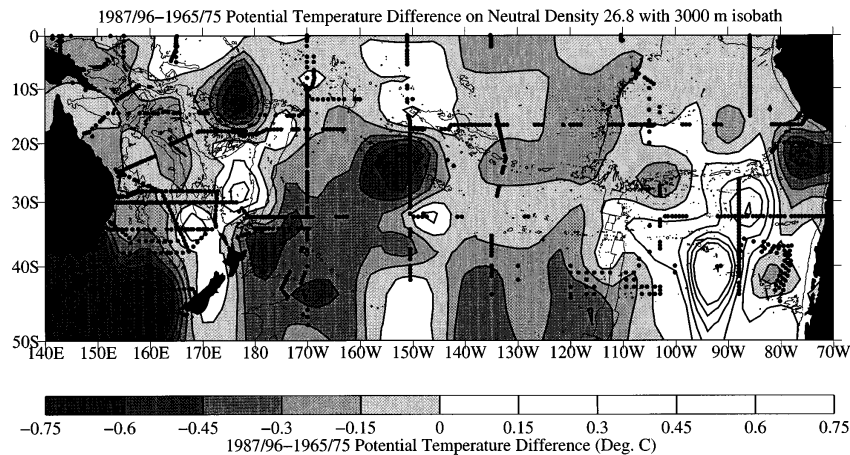 1987/96−1965/75 Potential Temperature Difference on Neutral Density 26.8 with 3000 m isobath
0
10S
20S
30S
40S
50S
140E 150E 160E 170E 180 170W 160W 150W 140W 130W 120W 110W 100W 90W 80W 70W
−0.75 −0.6 −0.45 −0.3 −0.15 0 0.15 0.3 0.45 0.6 0.75
1987/96−1965/75 Potential Temperature Difference (Deg. C)